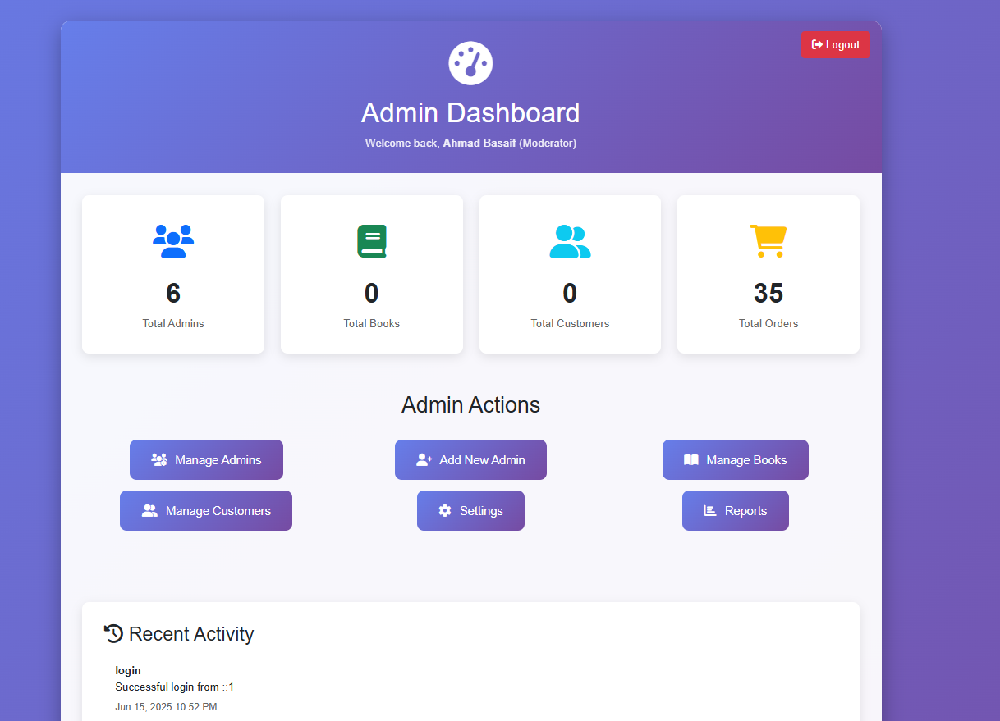 Logout
Admin Dashboard
Welcome back, Ahmad Basaif (Moderator)
6
Total Admins
0
Total Books
0
Total Customers
35
Total Orders
Admin Actions
Manage Admins
Add New Admin
Manage Books
Manage Customers
Settings
Reports
Recent Activity
login
Successful login from ::1
Jun 15, 2025 10:52 PM